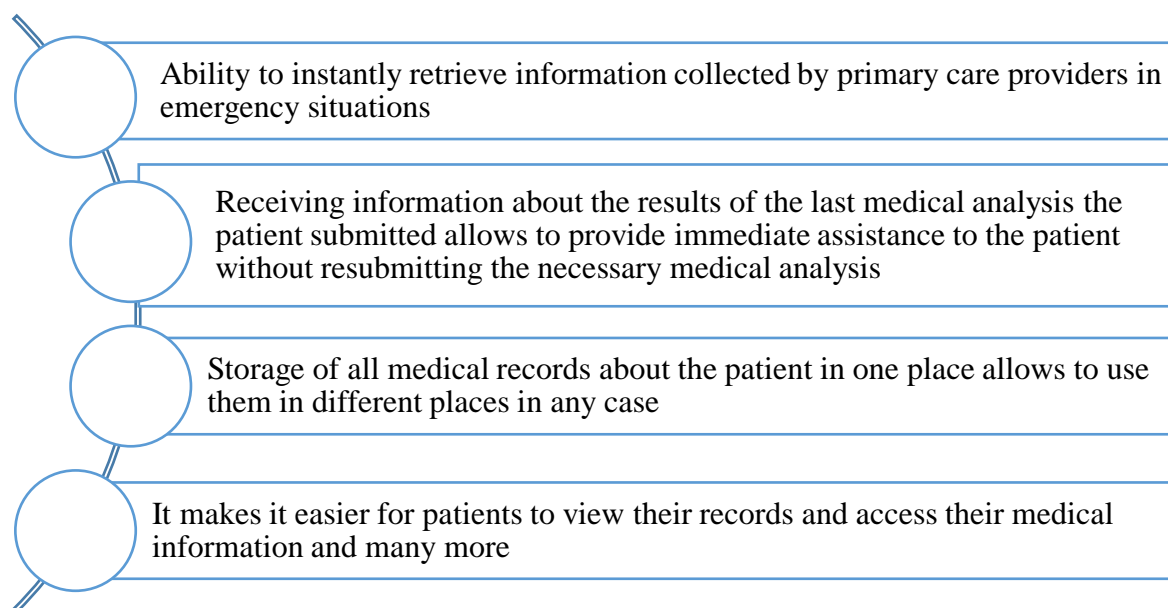 Ability to instantly retrieve information collected by primary care providers in
emergency situations
Receiving information about the results of the last medical analysis the
patient submitted allows to provide immediate assistance to the patient
without resubmitting the necessary medical analysis
Storage of all medical records about the patient in one place allows to use
them in different places in any case
It makes it easier for patients to view their records and access their medical
information and many more